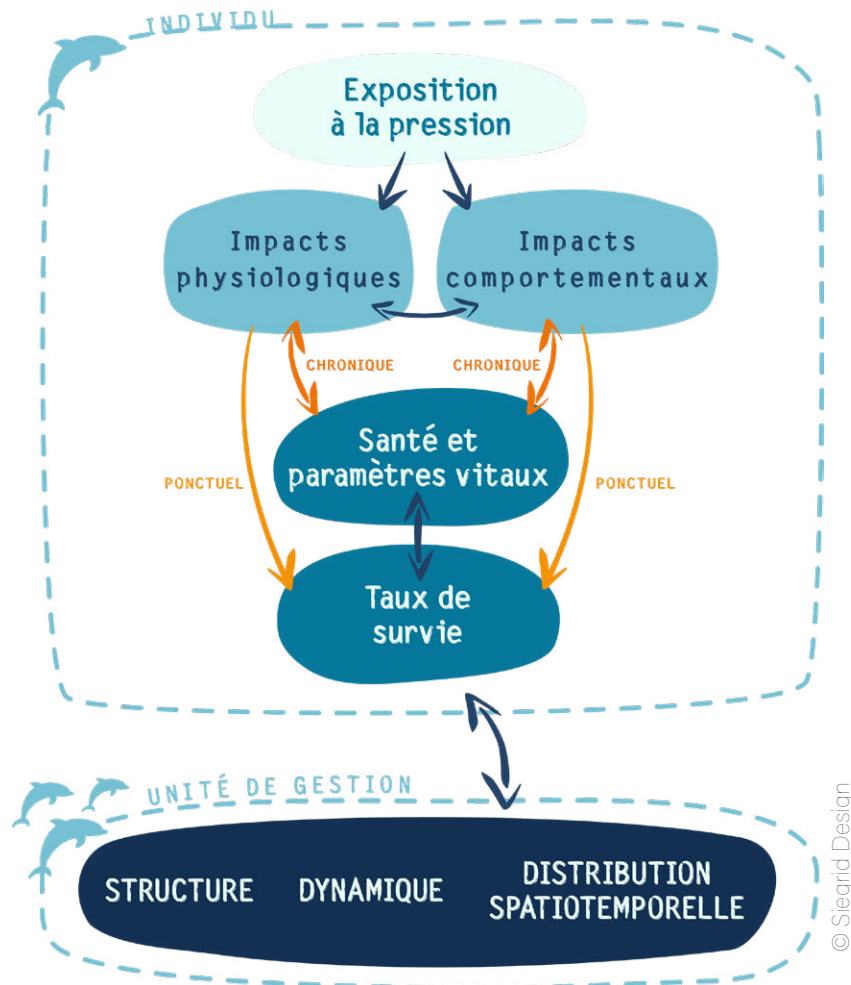 INDIVIDU
Exposition
à la pression
Impacts
physiologiques
Impacts
comportementaux
CHRONIQUE
CHRONIQUE
Santé et
paramètres vitaux
PONCTUEL
PONCTUEL
Taux de
survie
UNITÉ DE GESTION
STRUCTURE
DYNAMIQUE
DISTRIBUTION
SPATIOTEMPORELLE
© Siegrid Design